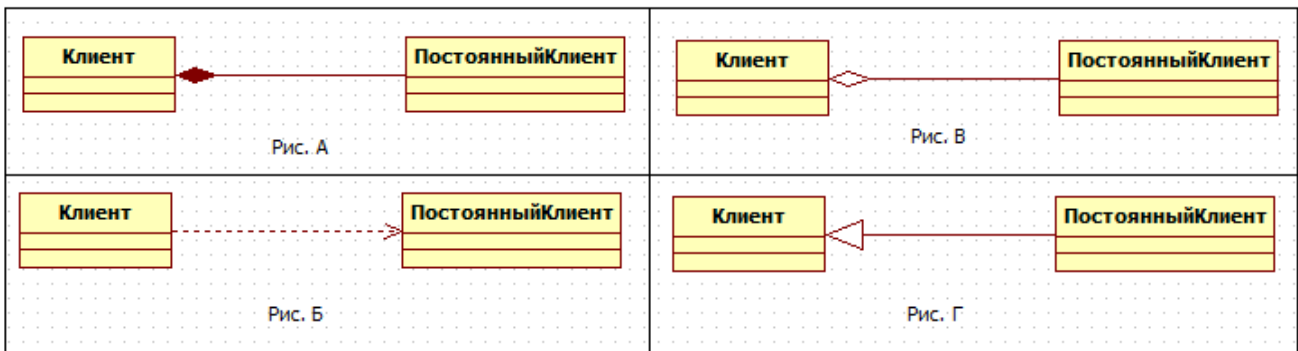 Клиент
ПостоянныйКлиент
Рис. А
Клиент
ПостоянныйКлиент
Рис. В
Клиент
ПостоянныйКлиент
Рис. Б
Клиент
ПостоянныйКлиент
Рис. Г